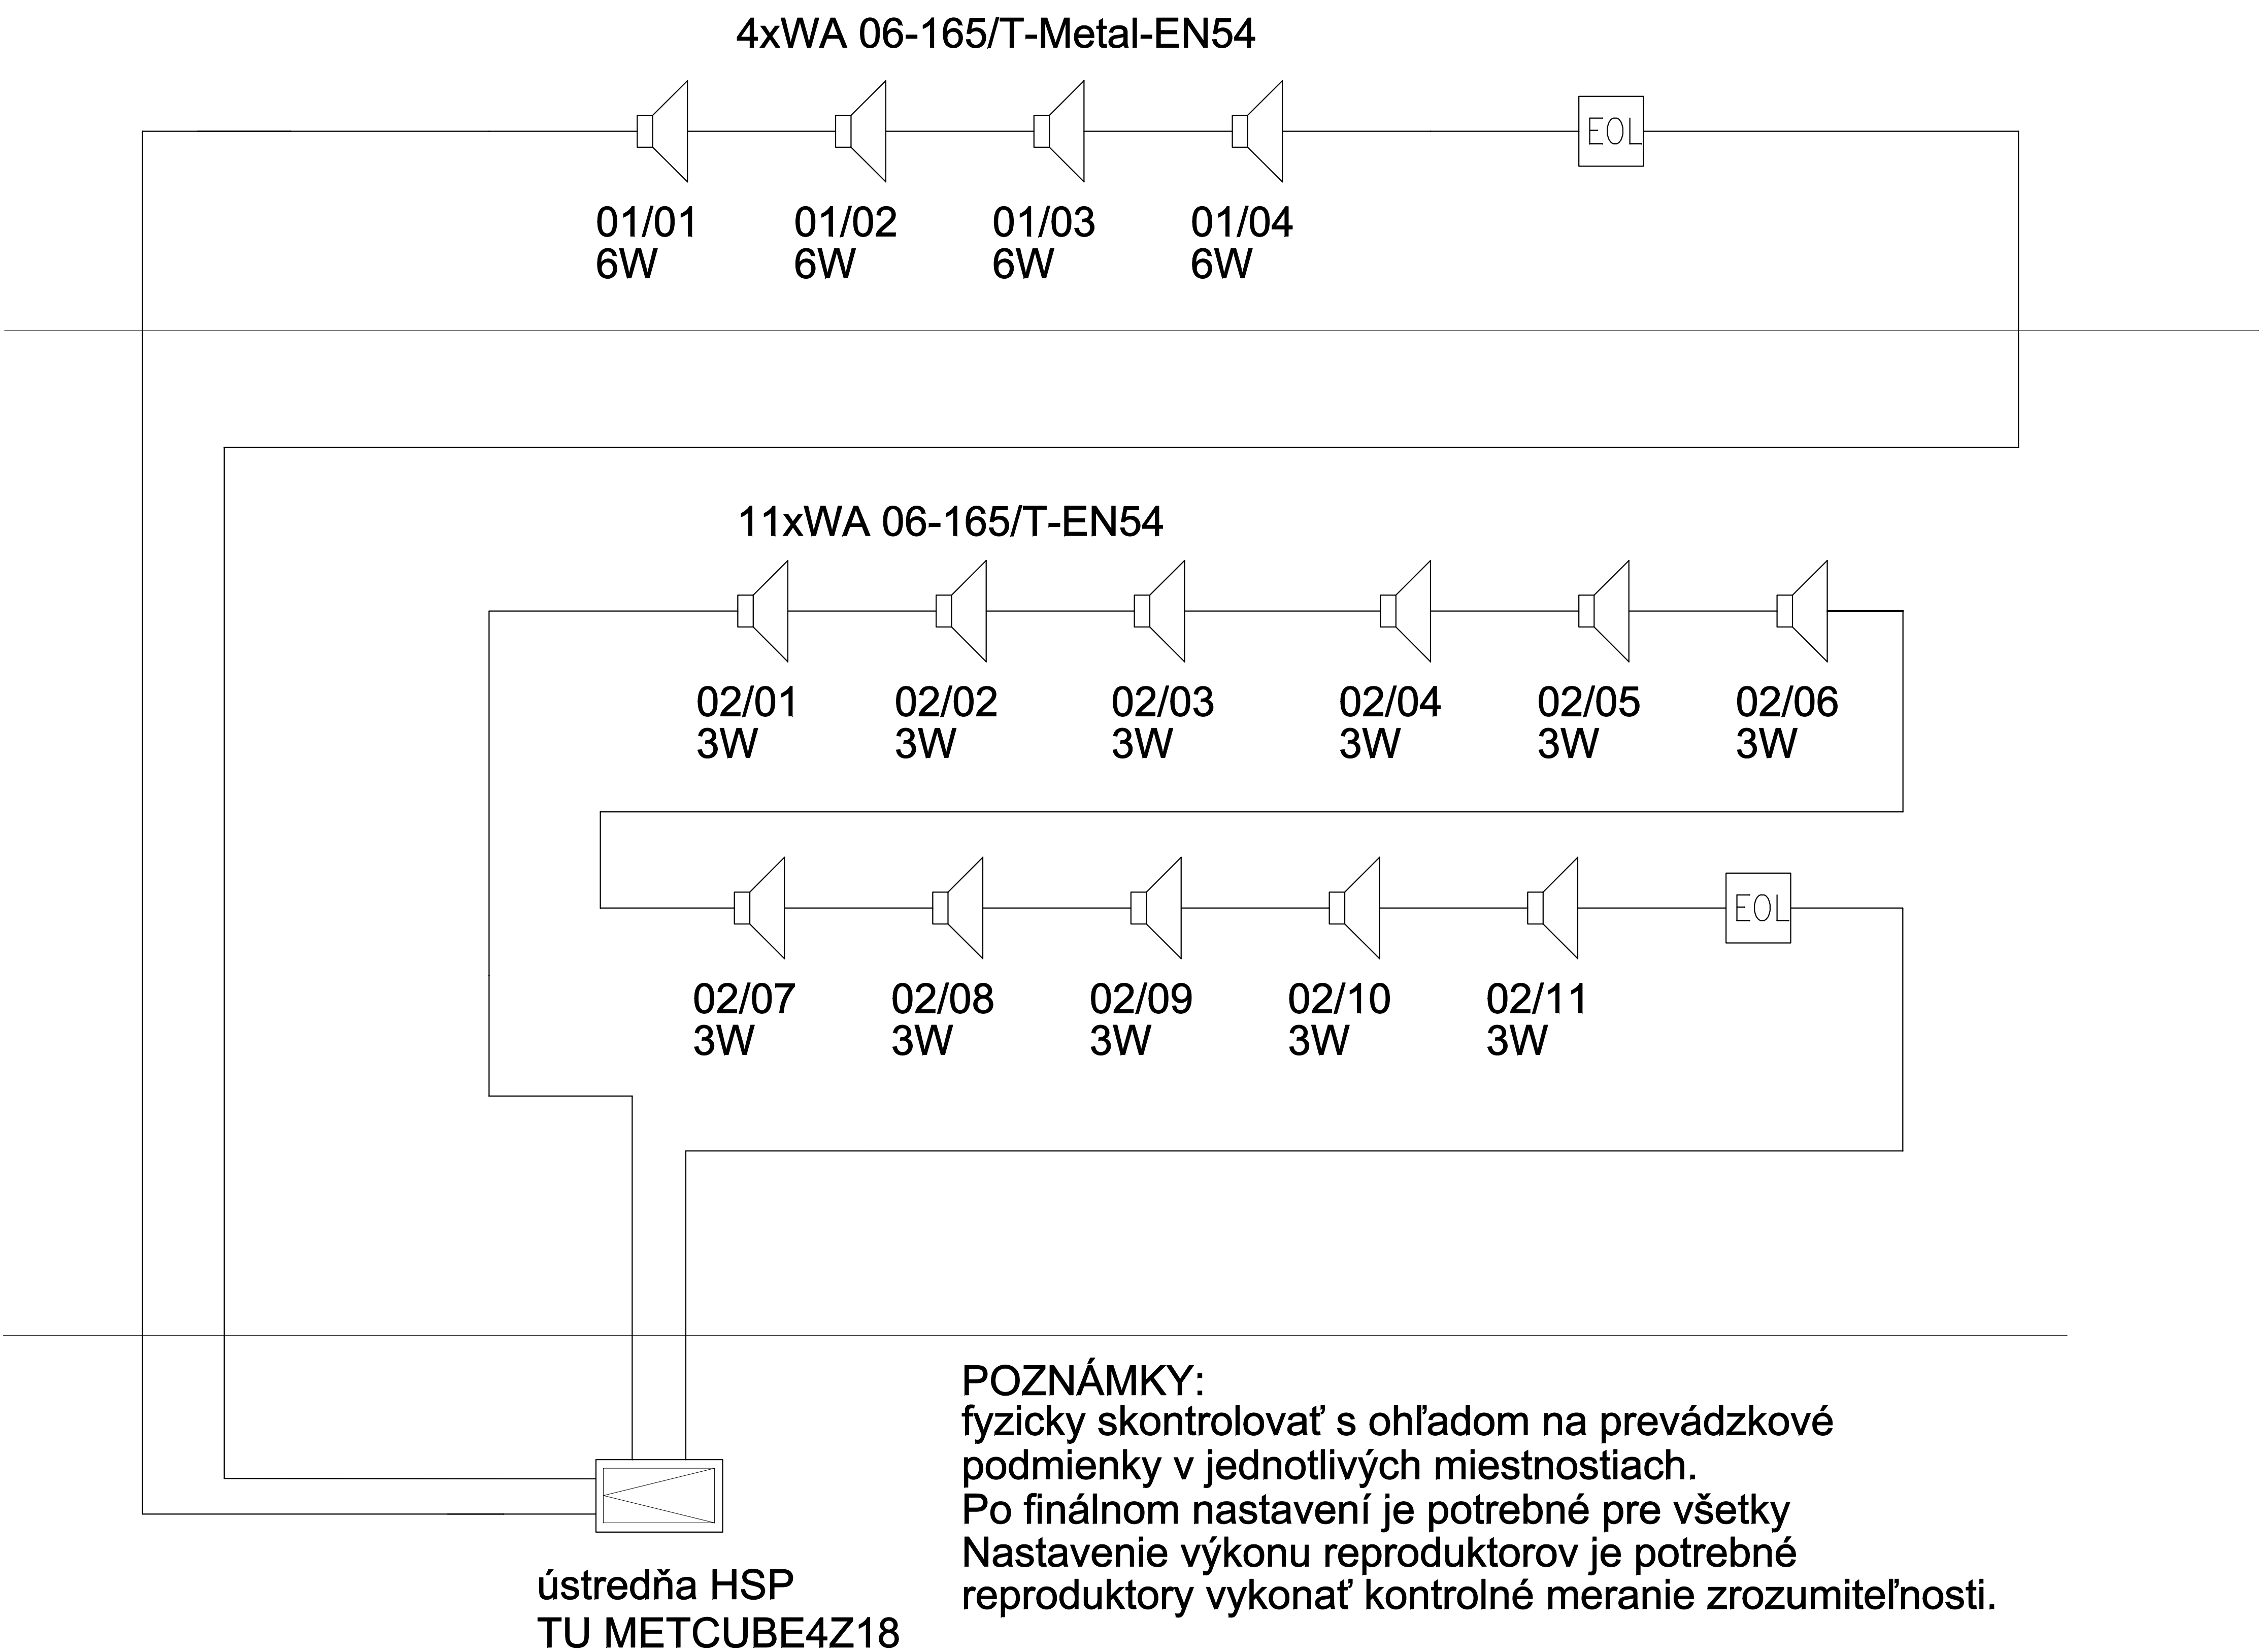 4xWA 06-165/T-Metal-EN54
EOL
01/01 01/02 01/03 01/04
6W 6W 6W 6W
11xWA 06-165/T-EN54
02/01 02/02 02/03 02/04 02/05 02/06
3W 3W 3W 3W 3W 3W
EOL
02/07 02/08 02/09 02/10 02/11
3W 3W 3W 3W 3W
POZNÁMKY:
fyzicky skontrolovať s ohľadom na prevádzkové
podmienky v jednotlivých miestnostiach.
Po finálnom nastavení je potrebné pre všetky
Nastavenie výkonu reproduktorov je potrebné
reproduktory vykonať kontrolné meranie zrozumiteľnosti.
ústredňa HSP
TU METCUBE4Z18